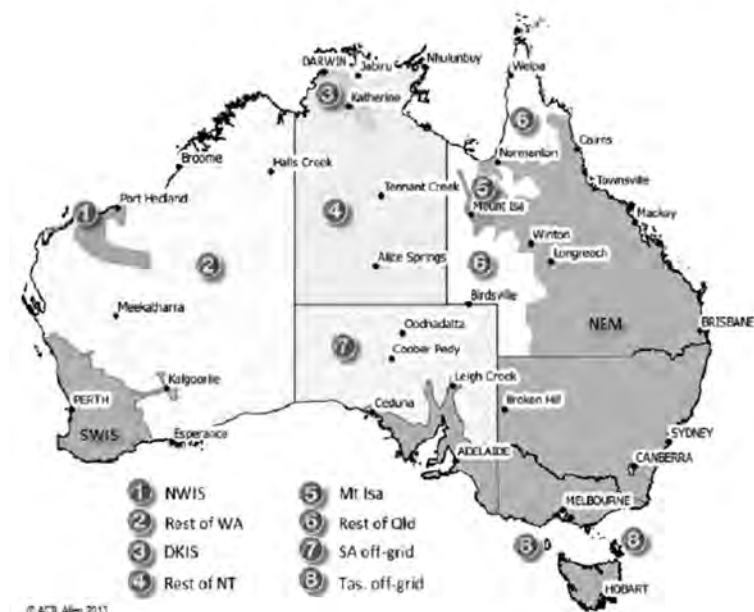 DARWIN
Jabiru
Nhulunbuy
Weipa
3
Katherine
6
Cairns
Broome
Halls Creek
Normanton
Townsville
1
Port Hedland
Tennant Creek
5
Mount Isa
Mackay
4
2
Winton
6
Longreach
Alice Springs
Birdsville
Meekatharra
NEM
BRISBANE
Oodnadatta
7
Coober Pedy
Leigh Creek
Kalgoorlie
Ceduna
Broken Hill
PERTH
SWIS
Esperance
SYDNEY
ADELAIDE
CANBERRA
1 NWIS
5 Mt Isa
MELBOURNE
2 Rest of WA
6 Rest of Qld
8
8
3 DKIS
7 SA off-grid
4 Rest of NT
8 Tas. off-grid
HOBART